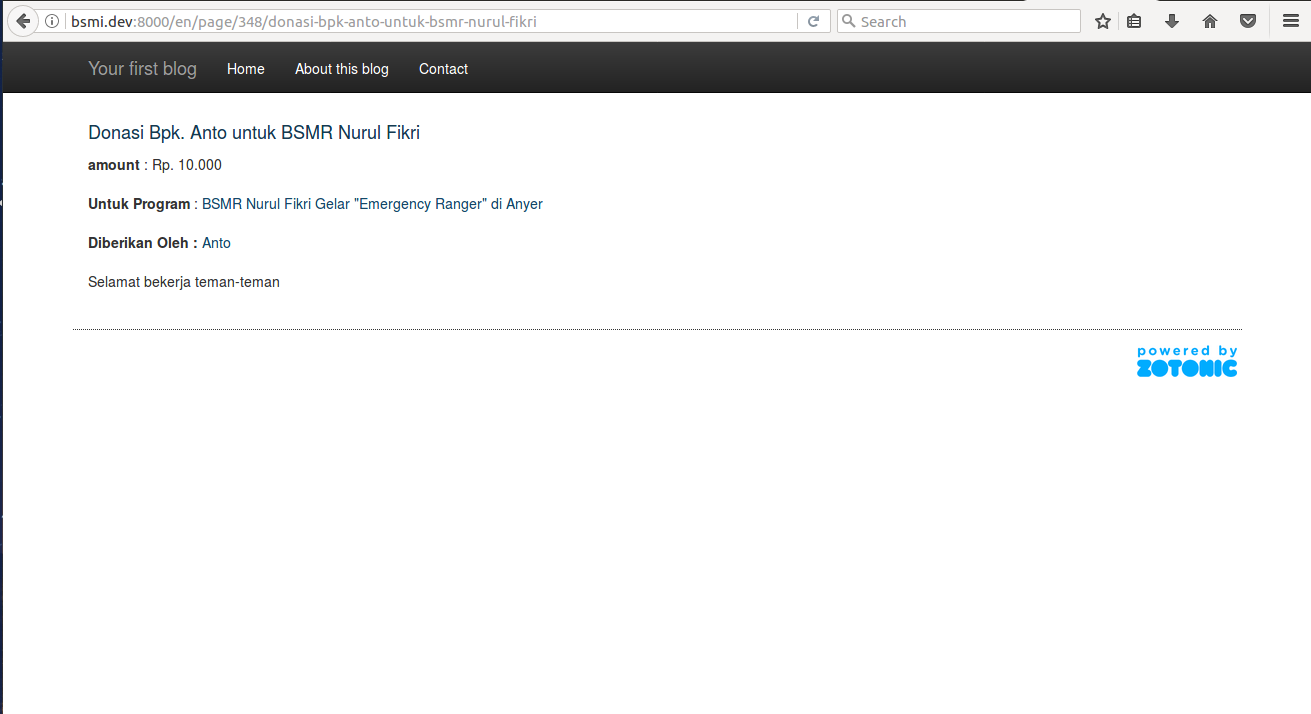 bsmi.dev:8000/en/page/348/donasi-bpk-anto-untuk-bsmr-nurul-fikri
Search
Your first blog Home About this blog Contact
Donasi Bpk. Anto untuk BSMR Nurul Fikri
amount : Rp. 10.000
Untuk Program : BSMR Nurul Fikri Gelar "Emergency Ranger" di Anyer
Diberikan Oleh : Anto
Selamat bekerja teman-teman
powered by
ZOTONIC